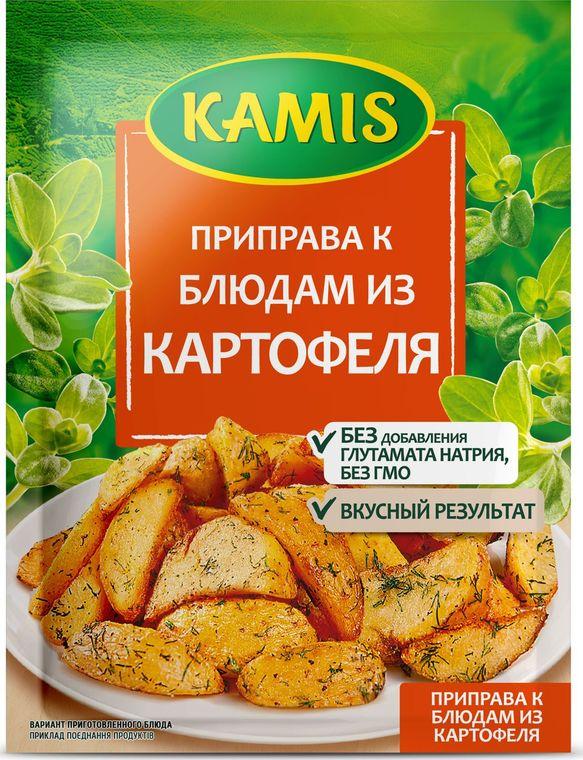 KAMIS
ПРИПРАВА К
БЛЮДАМ ИЗ
КАРТОФЕЛЯ
БЕЗ ДОБАВЛЕНИЯ
ГЛУТАМАТА НАТРИЯ,
БЕЗ ГМО
ВКУСНЫЙ РЕЗУЛЬТАТ
ВАРИАНТ ПРИГОТОВЛЕННОГО БЛЮДА
ПРИКЛАД ПОЄДНАННЯ ПРОДУКТІВ
ПРИПРАВА К
БЛЮДАМ ИЗ
КАРТОФЕЛЯ